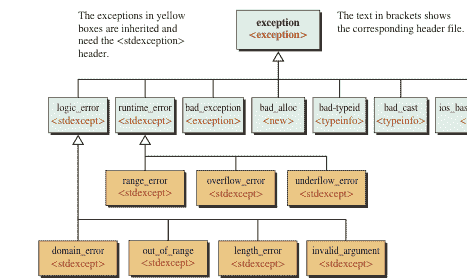 The exceptions in yellow
boxes are inherited and
need the <stdexception>
header.
exception
<exception>
The text in brackets shows
the corresponding header file.
logic_error
<stdexcept>
runtime_error
<stdexcept>
bad_exception
<exception>
bad_alloc
<new>
bad-typeid
<typeinfo>
bad_cast
<typeinfo>
ios_bas
<
range_error
<stdexcept>
overflow_error
<stdexcept>
underflow_error
<stdexcept>
domain_error
<stdexcept>
out_of_range
<stdexcept>
length_error
<stdexcept>
invalid_argument
<stdexcept>